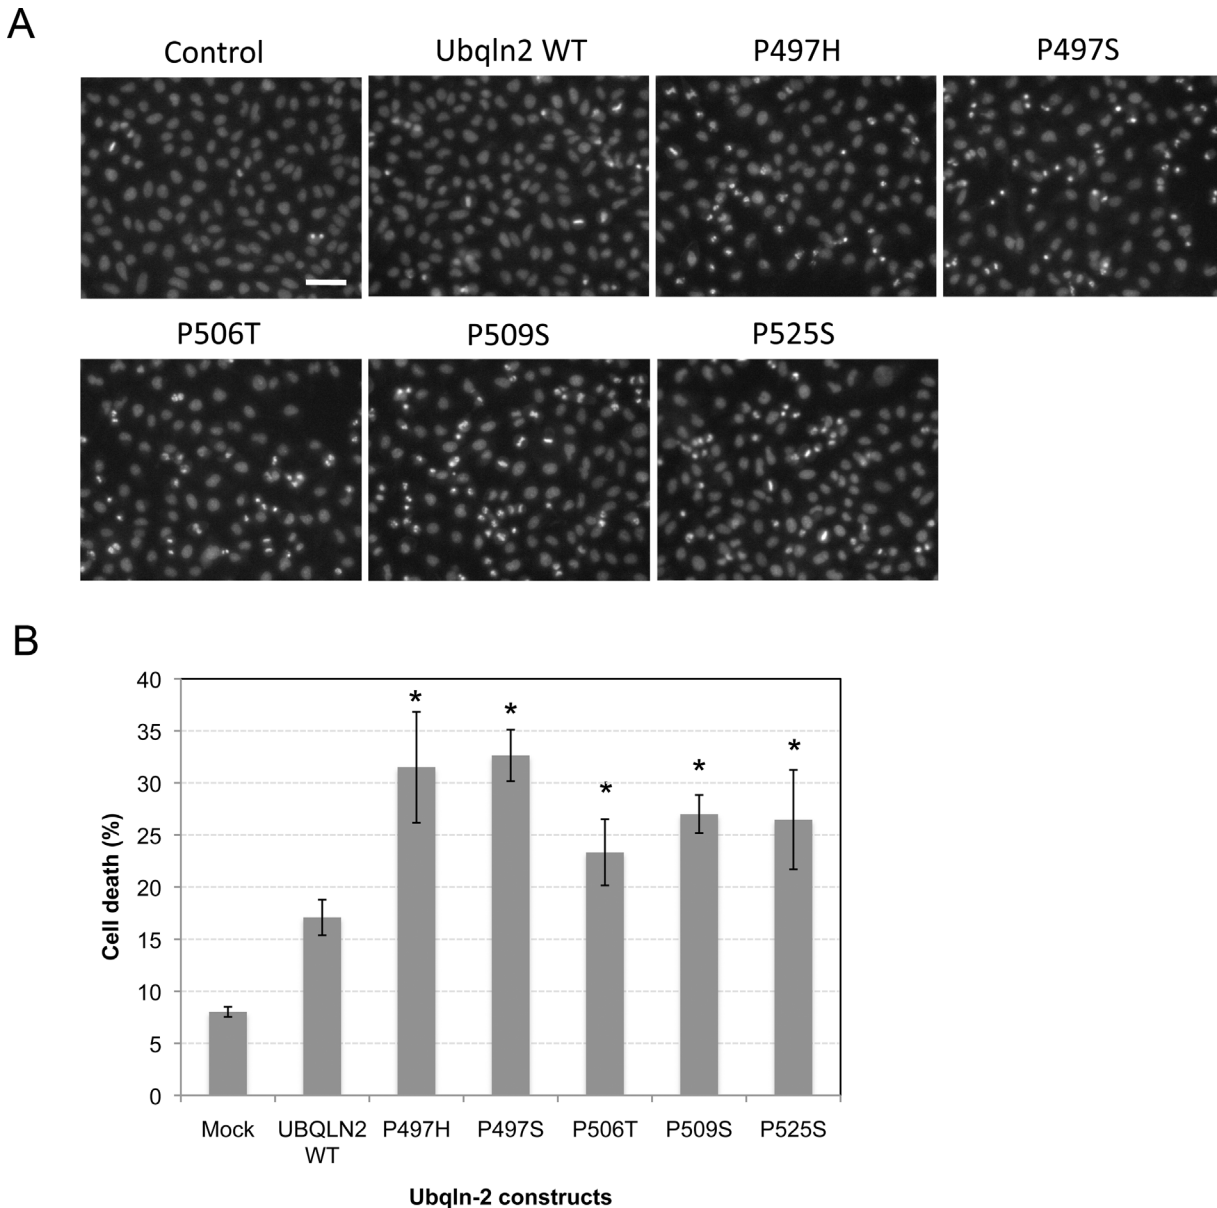 A
Control
Ubqln2 WT
P497H
P497S
P506T
P509S
P525S
B
40
35
30
25
20
15
10
5
0
Cell death (%)
*
*
*
*
*
Mock
UBQLN2
WT
P497H
P497S
P506T
P509S
P525S
Ubqln-2 constructs